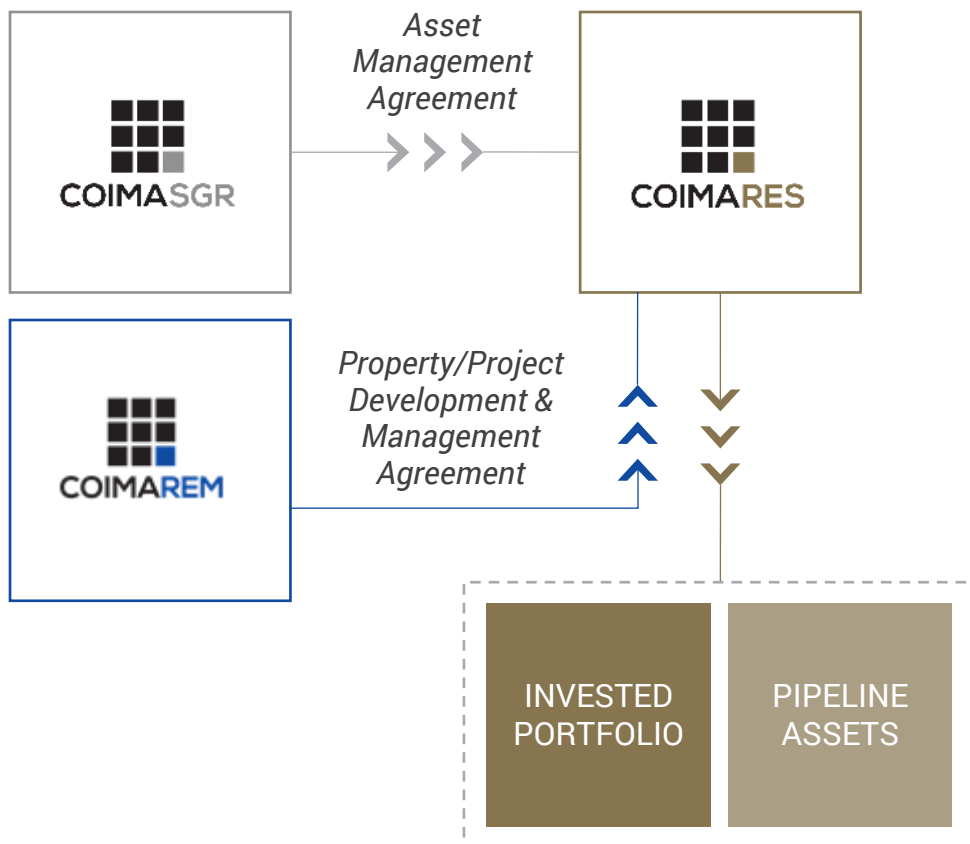 Asset
Management
Agreement
COIMASGR
COIMARES
Property/Project
Development &
Management
Agreement
COIMAREM
INVESTED
PORTFOLIO
PIPELINE
ASSETS